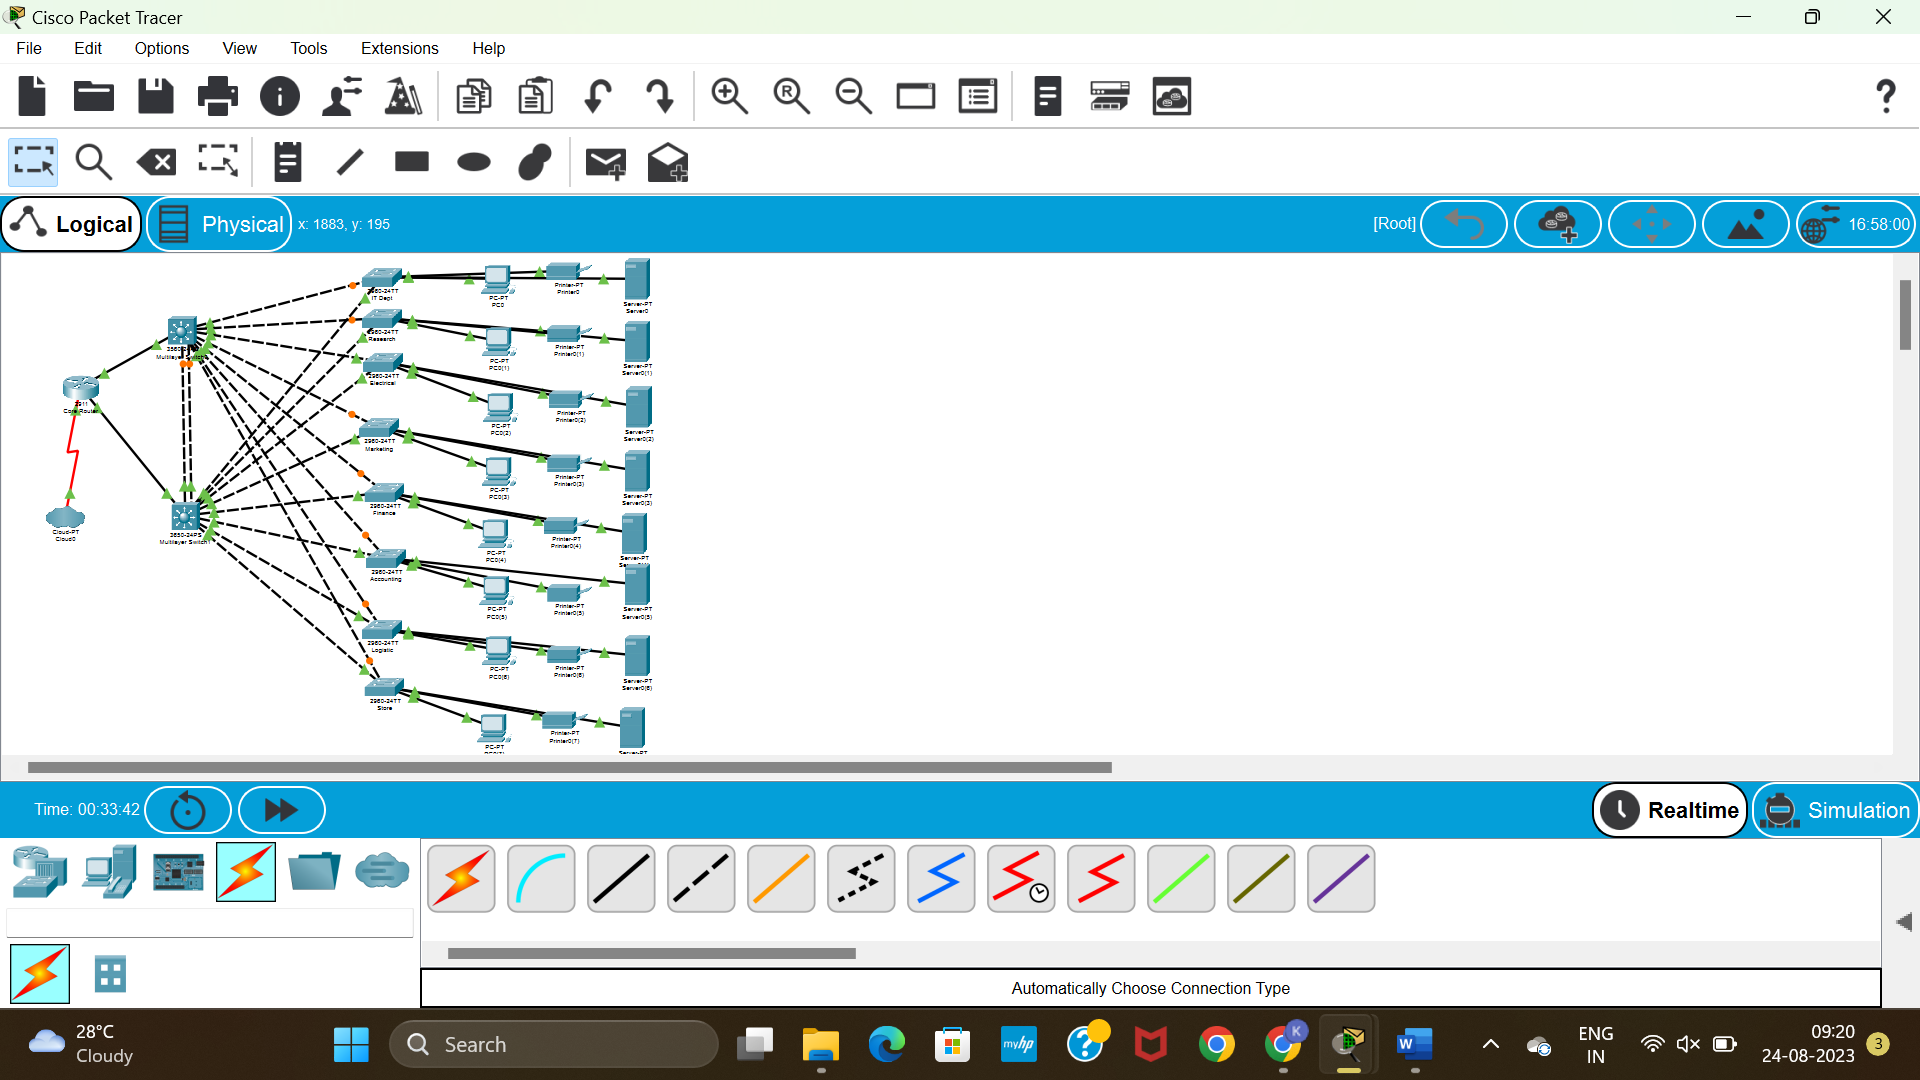 Cisco Packet Tracer
File Edit Options View Tools Extensions Help
Logical Physical x: 1883, y: 195 [Root] 16:58:00
2960-24TT
IT Dept
PC-PT
PC0
Printer-PT
Printer0
Server-PT
Server0
2960-24TT
Research
PC-PT
PC0(1)
Printer-PT
Printer0(1)
Server-PT
Server0(1)
Multilayer Switch
2960-24TT
Electrical
2911
Core Router
PC-PT
PC0(2)
Printer-PT
Printer0(2)
Server-PT
Server0(2)
2960-24TT
Marketing
PC-PT
PC0(3)
Printer-PT
Printer0(3)
Server-PT
Server0(3)
2960-24TT
Finance
Cloud-PT
Cloud0
3650-24PS
Multilayer Switch1
PC-PT
PC0(4)
Printer-PT
Printer0(4)
Server-PT
2960-24TT
Accounting
PC-PT
PC0(5)
Printer-PT
Printer0(5)
Server-PT
Server0(5)
2960-24TT
Logistic
PC-PT
PC0(6)
Printer-PT
Printer0(6)
Server-PT
Server0(6)
2960-24TT
Store
PC-PT
Printer-PT
Printer0(7)
Server-PT
Time: 00:33:42 Realtime Simulation
Automatically Choose Connection Type
28°C
Cloudy
Search
myhp
K
W
ENG
IN
09:20
24-08-2023
3